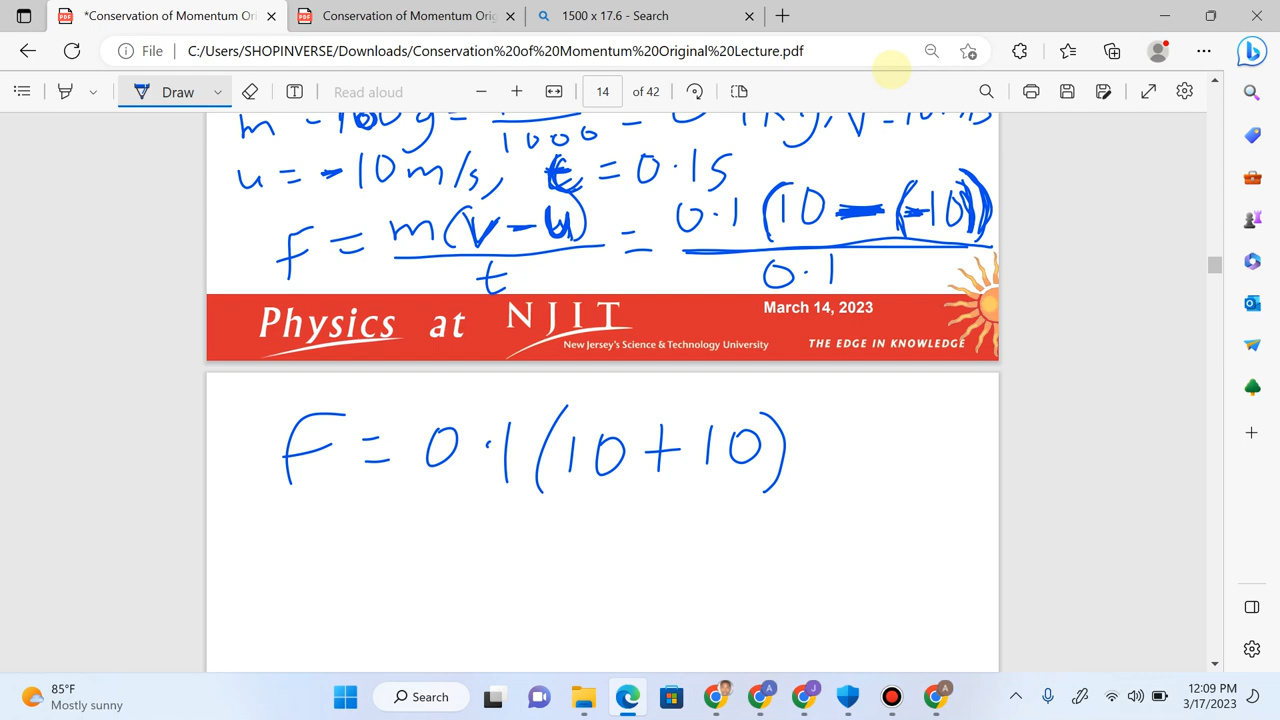 *Conservation of Momentum Ori
Conservation of Momentum Orig
1500 x 17.6 - Search
File
C:/Users/SHOPINVERSE/Downloads/Conservation%20of%20Momentum%20Original%20Lecture.pdf
Draw
Read aloud
14
of 42
1000
u = -10m/s, t = 0.1s
F = m(v-u)/t = 0.1(10-(-10))/0.1
Physics at NJIT
New Jersey's Science & Technology University
March 14, 2023
THE EDGE IN KNOWLEDGE
F = 0.1(10+10)
85°F
Mostly sunny
Search
12:09 PM
3/17/2023